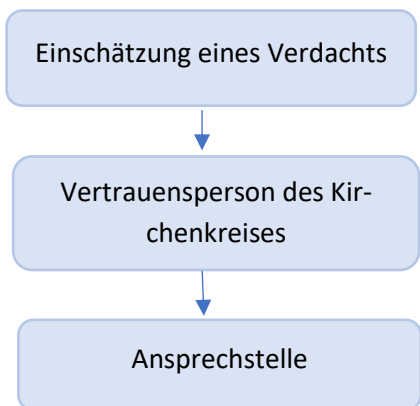 Einschätzung eines Verdachts
Vertrauensperson des Kir-
chenkreises
Ansprechstelle